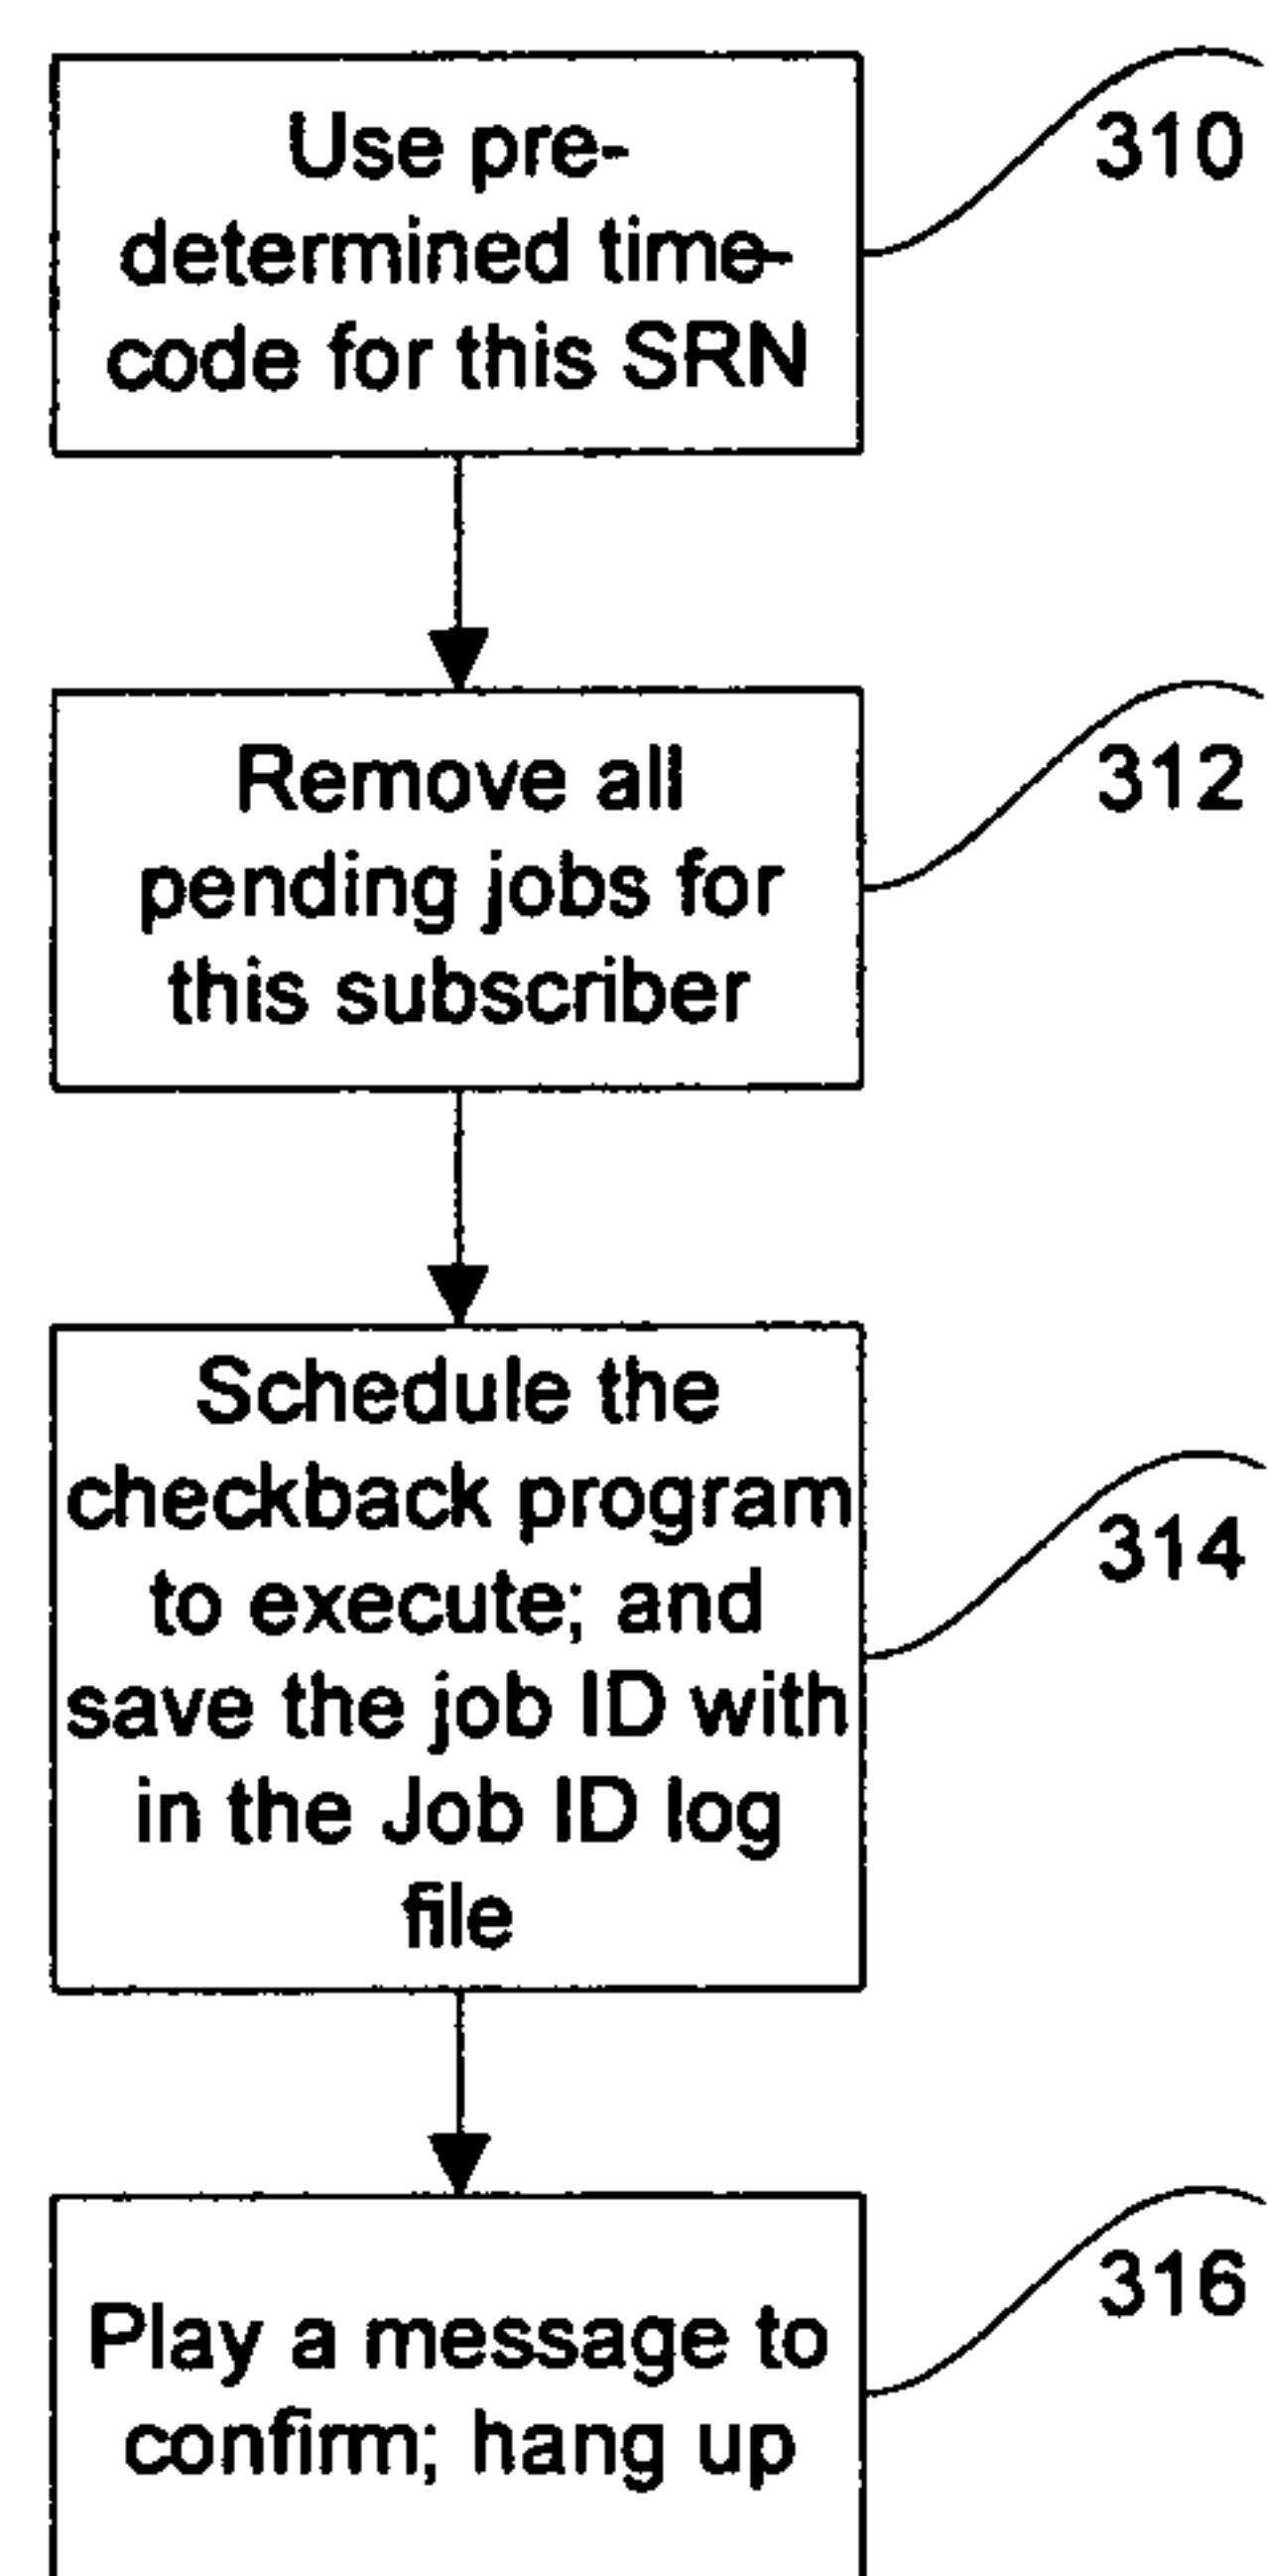 Use pre-
determined time-
code for this SRN
310
Remove all
pending jobs for
this subscriber
312
Schedule the
checkback program
to execute; and
save the job ID with
in the Job ID log
file
314
Play a message to
confirm; hang up
316